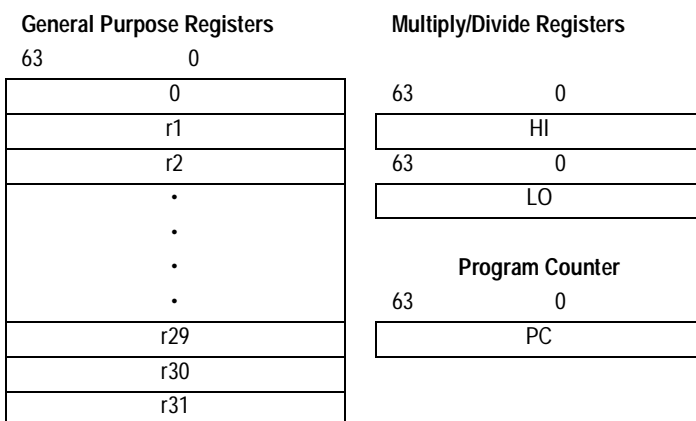 General Purpose Registers
63 0
0
r1
r2
•
•
•
•
r29
r30
r31
Multiply/Divide Registers
63 0
HI
63 0
LO
Program Counter
63 0
PC